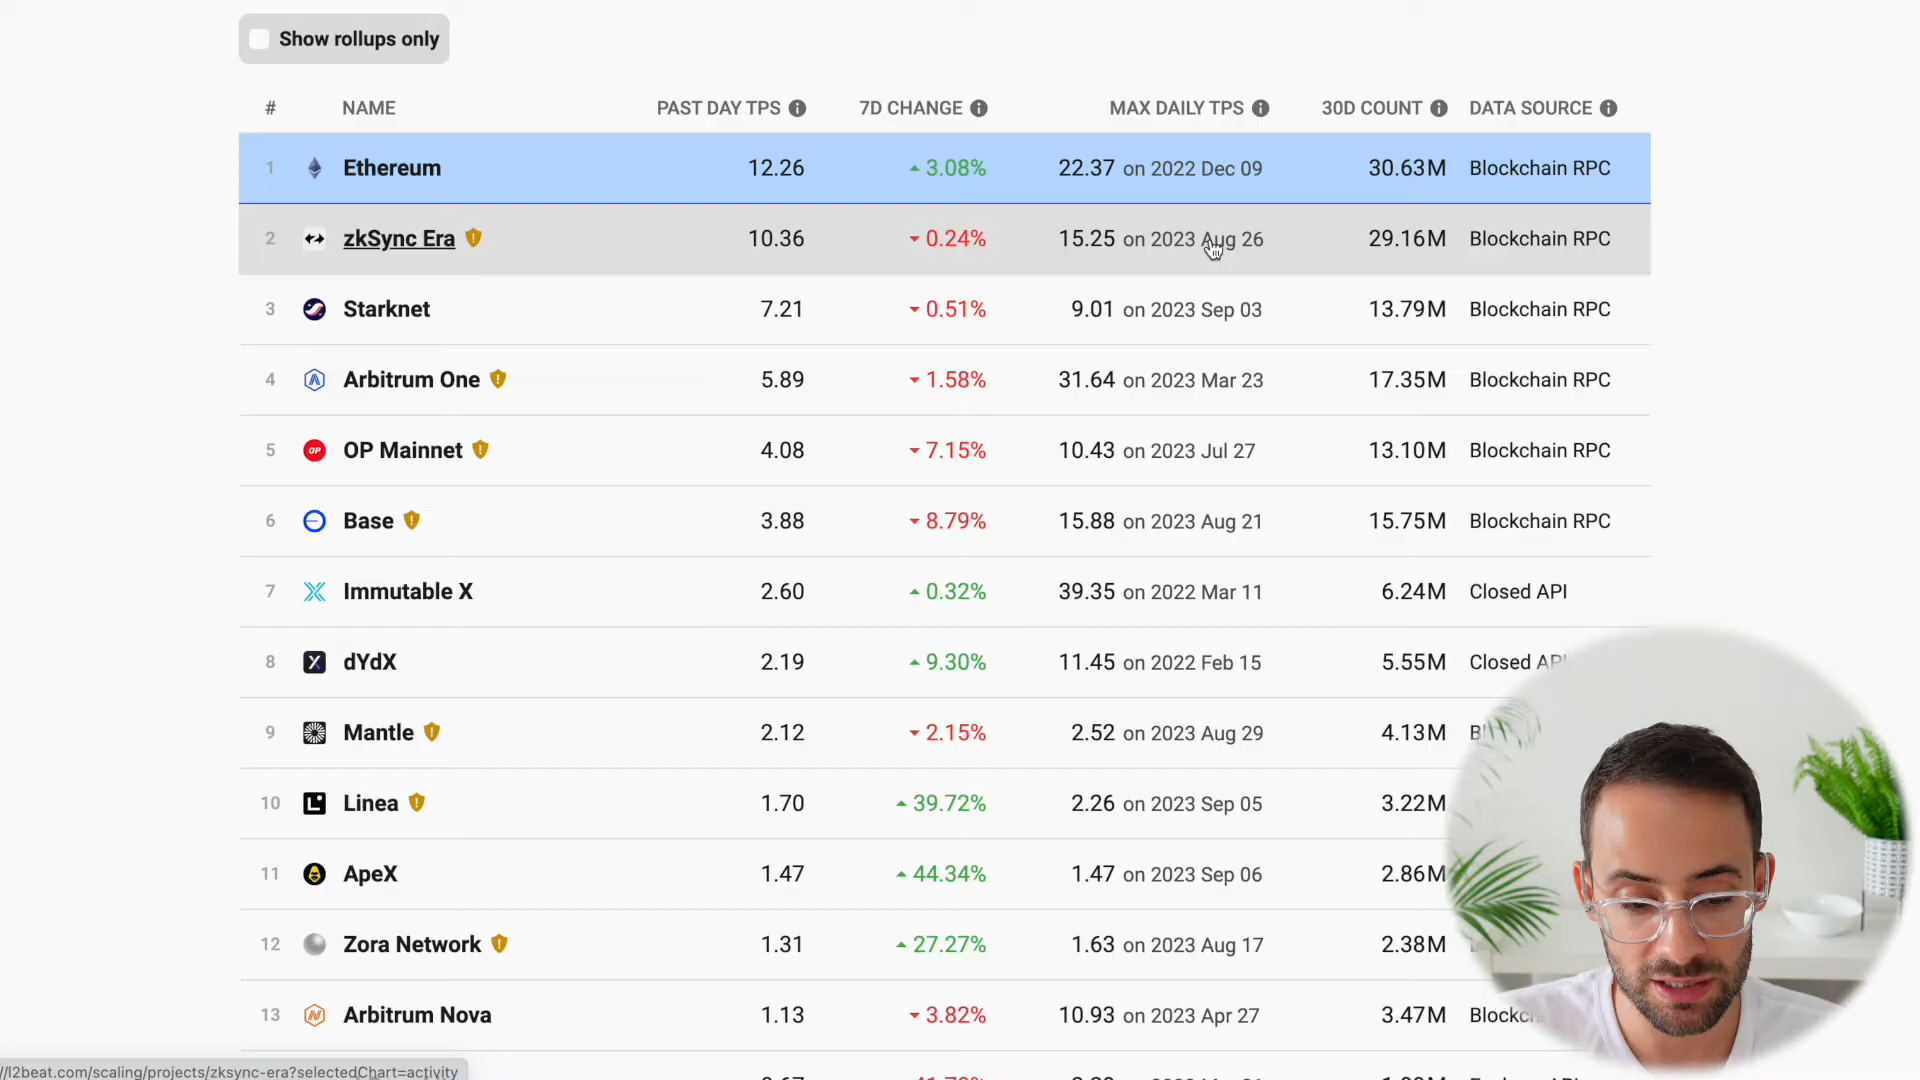 Show rollups only
# NAME PAST DAY TPS 7D CHANGE MAX DAILY TPS 30D COUNT DATA SOURCE
1 Ethereum 12.26 3.08% 22.37 on 2022 Dec 09 30.63M Blockchain RPC
2 zkSync Era 10.36 0.24% 15.25 on 2023 Aug 26 29.16M Blockchain RPC
3 Starknet 7.21 0.51% 9.01 on 2023 Sep 03 13.79M Blockchain RPC
4 Arbitrum One 5.89 1.58% 31.64 on 2023 Mar 23 17.35M Blockchain RPC
5 OP Mainnet 4.08 7.15% 10.43 on 2023 Jul 27 13.10M Blockchain RPC
6 Base 3.88 8.79% 15.88 on 2023 Aug 21 15.75M Blockchain RPC
7 Immutable X 2.60 0.32% 39.35 on 2022 Mar 11 6.24M Closed API
8 dYdX 2.19 9.30% 11.45 on 2022 Feb 15 5.55M Closed API
9 Mantle 2.12 2.15% 2.52 on 2023 Aug 29 4.13M
10 Linea 1.70 39.72% 2.26 on 2023 Sep 05 3.22M
11 ApeX 1.47 44.34% 1.47 on 2023 Sep 06 2.86M
12 Zora Network 1.31 27.27% 1.63 on 2023 Aug 17 2.38M
13 Arbitrum Nova 1.13 3.82% 10.93 on 2023 Apr 27 3.47M
//l2beat.com/scaling/projects/zksync-era?selectedChart=activity